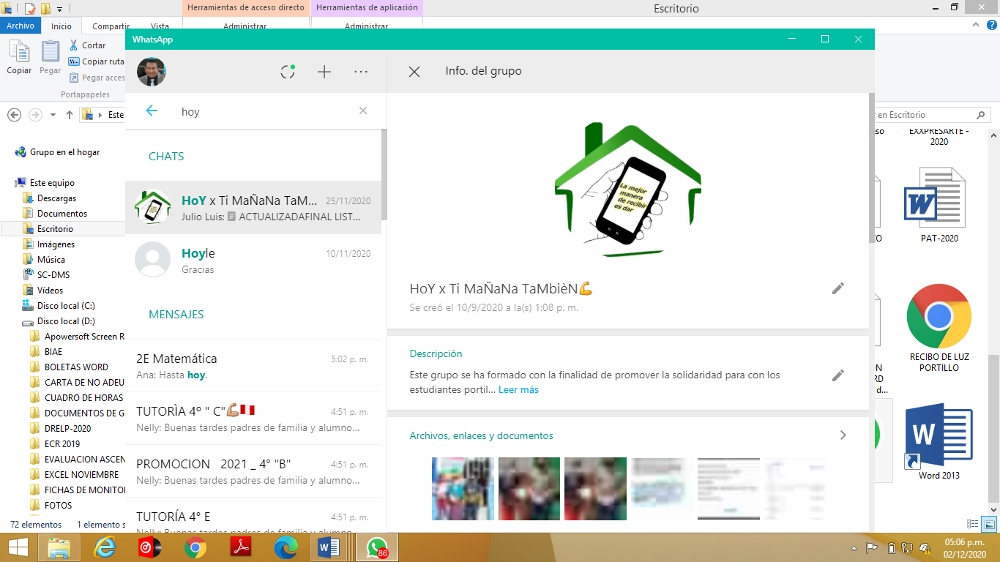 Herramientas de acceso directo
Herramientas de aplicación
Escritorio
Archivo
Inicio
Compartir
Vista
Administrar
Administrar
Copiar
Pegar
Cortar
Copiar ruta
Pegar acces
Portapapeles
Este
r en Escritorio
Grupo en el hogar
Este equipo
Descargas
Documentos
Escritorio
Imágenes
Música
SC-DMS
Vídeos
Disco local (C:)
Disco local (D:)
Apowersoft Screen R
BIAE
BOLETAS WORD
CARTA DE NO ADEU
CUADRO DE HORAS
DOCUMENTOS DE G
DRELP-2020
ECR 2019
EVALUACION ASCEN
EXCEL NOVIEMBRE
FICHAS DE MONITOR
FOTOS
72 elementos
1 elemento s
WhatsApp
hoy
CHATS
HoY x Ti MaÑaNa TaM...
25/11/2020
Julio Luis: ACTUALIZADAFINAL LIST...
Hoyle
10/11/2020
Gracias
MENSAJES
2E Matemática
5:02 p. m.
Ana: Hasta hoy.
TUTORÌA 4º " C"💪🏽🇵🇪
4:51 p. m.
Nelly: Buenas tardes padres de familia y alumno...
PROMOCION 2021 _ 4° "B"
4:51 p. m.
Nelly: Buenas tardes padres de familia y alumno...
TUTORÍA 4° E
4:51 p. m.
Nelly: Buenas tardes padres de familia y alumno...
Info. del grupo
La mejor
manera
de recibir
es dar
HoY x Ti MaÑaNa TaMbièN💪
Se creó el 10/9/2020 a la(s) 1:08 p. m.
Descripción
Este grupo se ha formado con la finalidad de promover la solidaridad para con los
estudiantes portil... Leer más
Archivos, enlaces y documentos
so
EXXPRESARTE -
2020
CO
PAT-2020
RECIBO DE LUZ
PORTILLO
ON
RD
d...
Word 2013
86
05:06 p.m.
02/12/2020